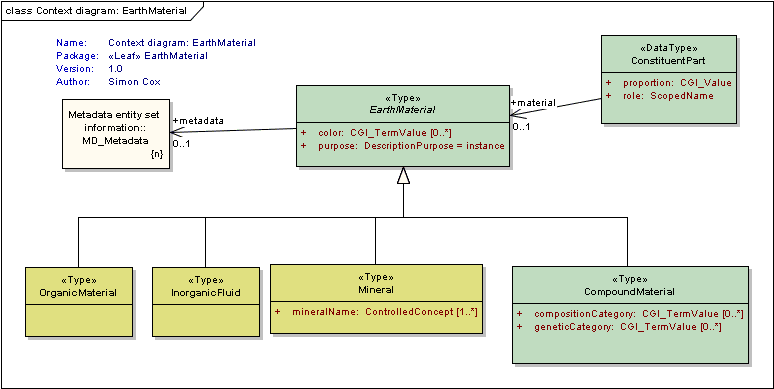 class Context diagram: EarthMaterial
Name: Context diagram: EarthMaterial
Package: «Leaf» EarthMaterial
Version: 1.0
Author: Simon Cox
«DataType»
ConstituentPart
+ proportion: CGI_Value
+ role: ScopedName
Metadata entity set
information::
MD_Metadata
{n}
+metadata
0..1
«Type»
EarthMaterial
+ color: CGI_TermValue [0..*]
+ purpose: DescriptionPurpose = instance
+material
0..1
«Type»
OrganicMaterial
«Type»
InorganicFluid
«Type»
Mineral
+ mineralName: ControlledConcept [1..*]
«Type»
CompoundMaterial
+ compositionCategory: CGI_TermValue [0..*]
+ geneticCategory: CGI_TermValue [0..*]